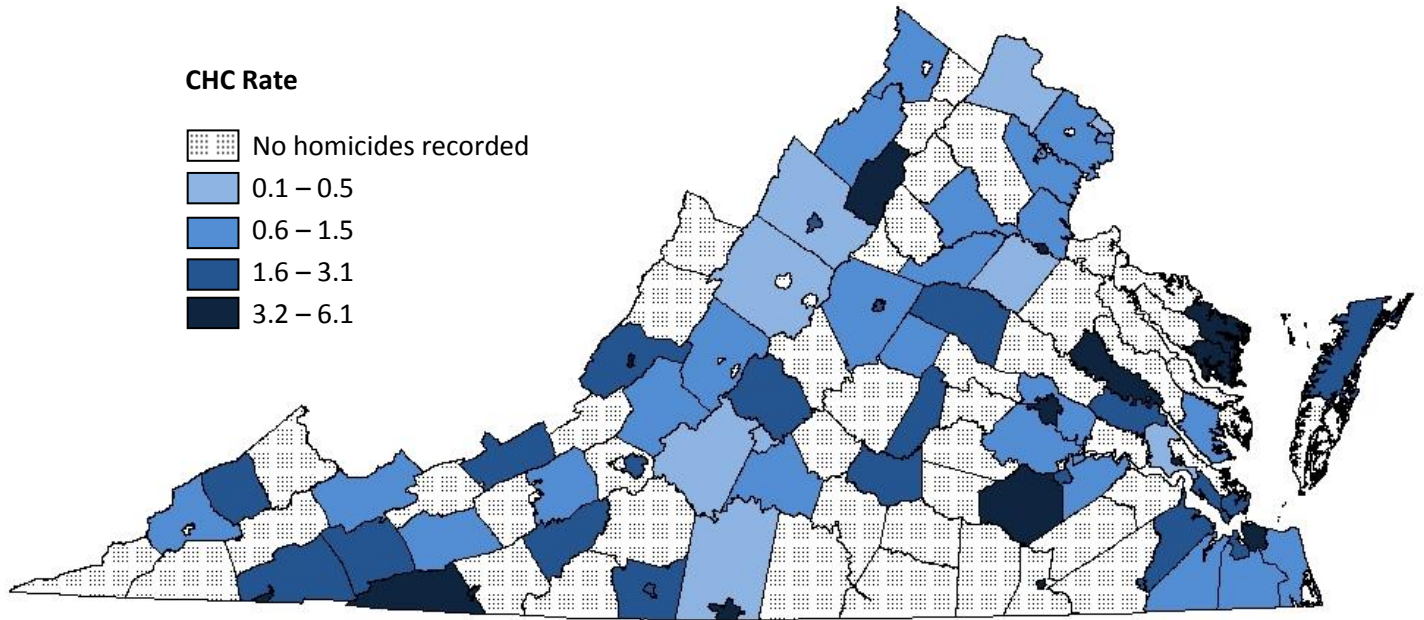 CHC Rate
No homicides recorded
0.1 – 0.5
0.6 – 1.5
1.6 – 3.1
3.2 – 6.1